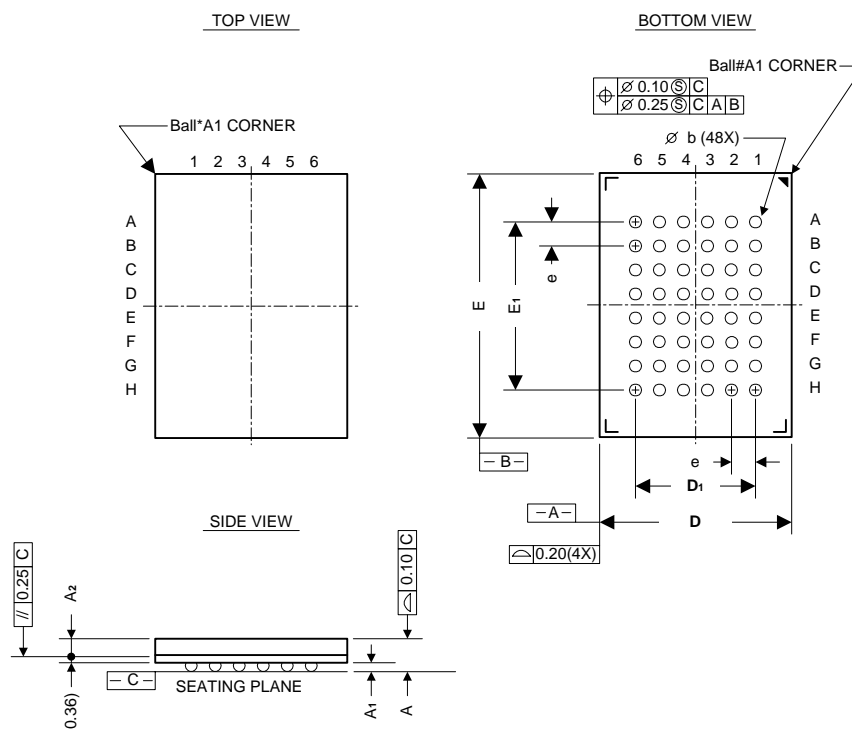 TOP VIEW
BOTTOM VIEW
Ball#A1 CORNER
⌖ ⌀ 0.10 Ⓢ C
⌀ 0.25 Ⓢ C A B
Ball*A1 CORNER
⌀ b (48X)
1 2 3 4 5 6
6 5 4 3 2 1
A
B
C
D
E
F
G
H
E
E1
e
A
B
C
D
E
F
G
H
– B –
e
D1
– A –
D
⌓ 0.20(4X)
SIDE VIEW
// 0.25 C
A2
0.36)
⌓ 0.10 C
– C –
SEATING PLANE
A1
A